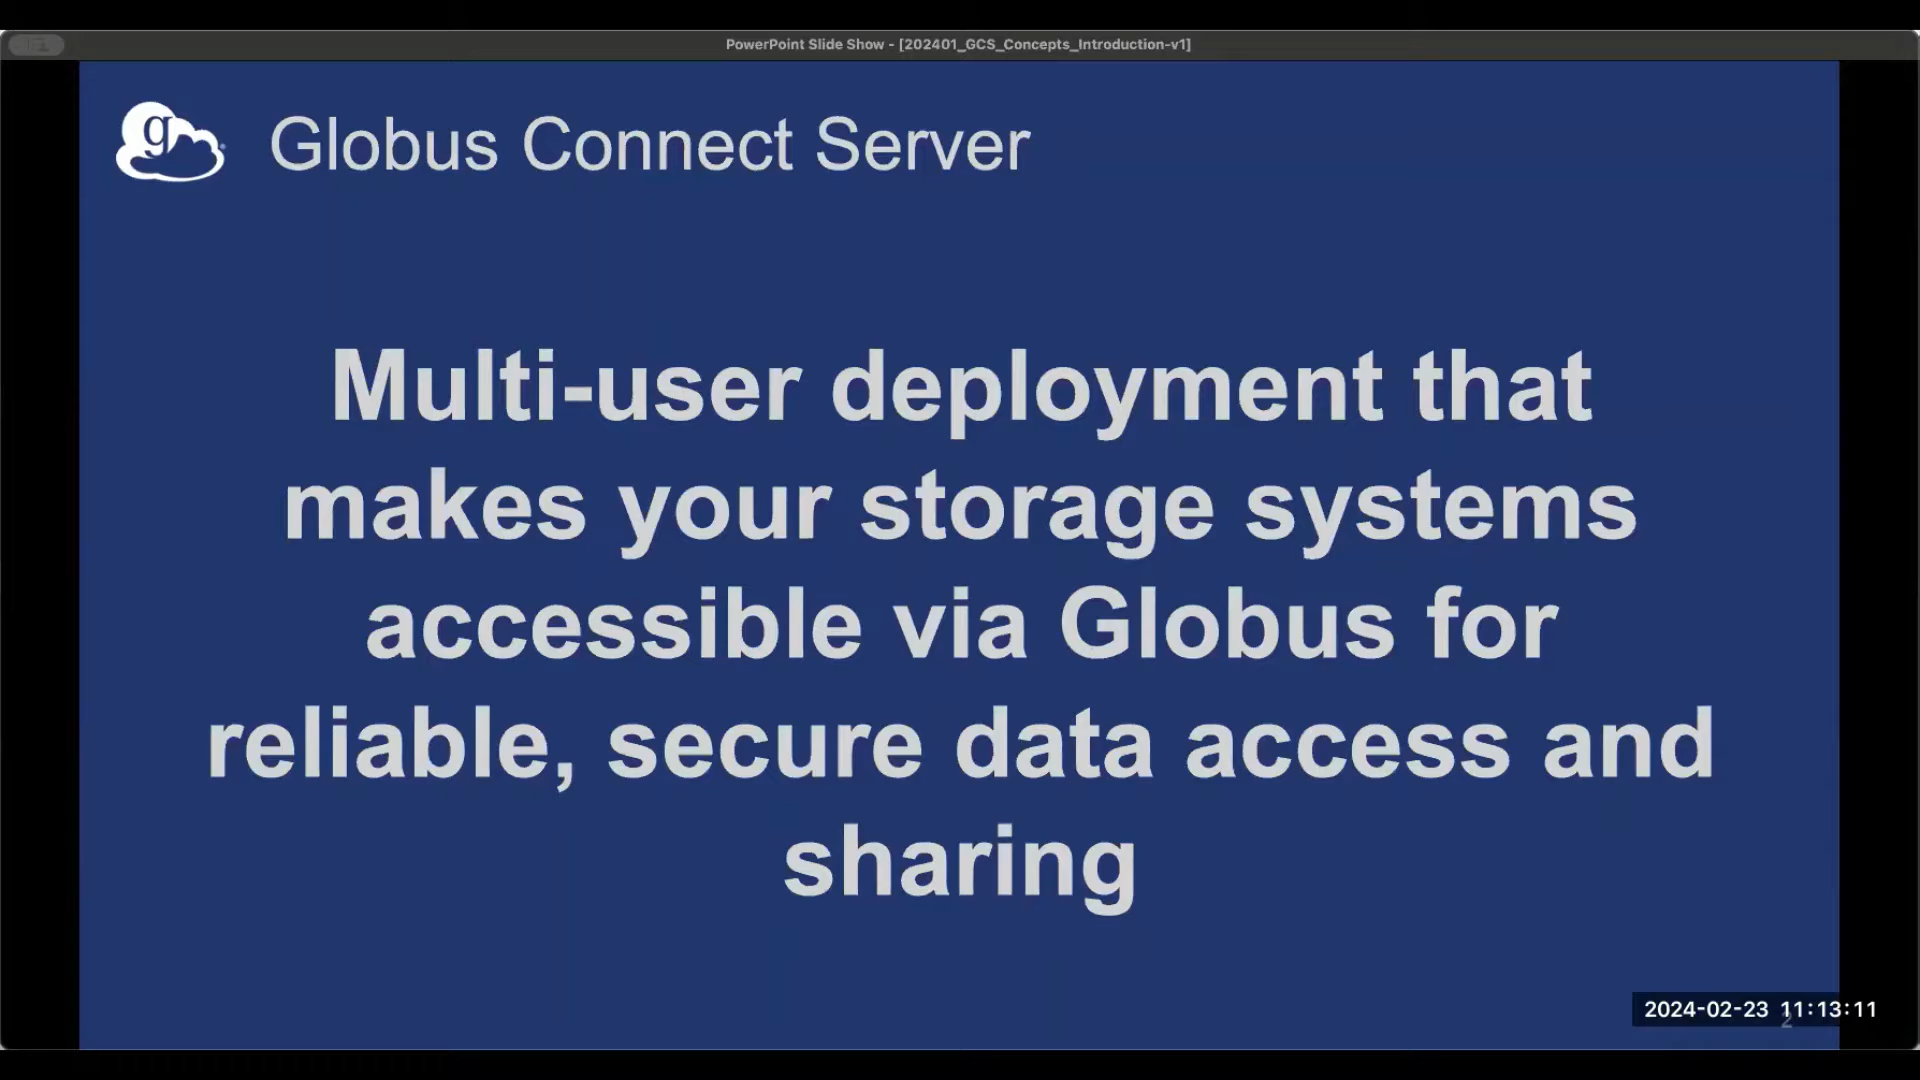 PowerPoint Slide Show - [202401_GCS_Concepts_Introduction-v1]
g
Globus Connect Server
Multi-user deployment that
makes your storage systems
accessible via Globus for
reliable, secure data access and
sharing
2024-02-23 11:13:11
2